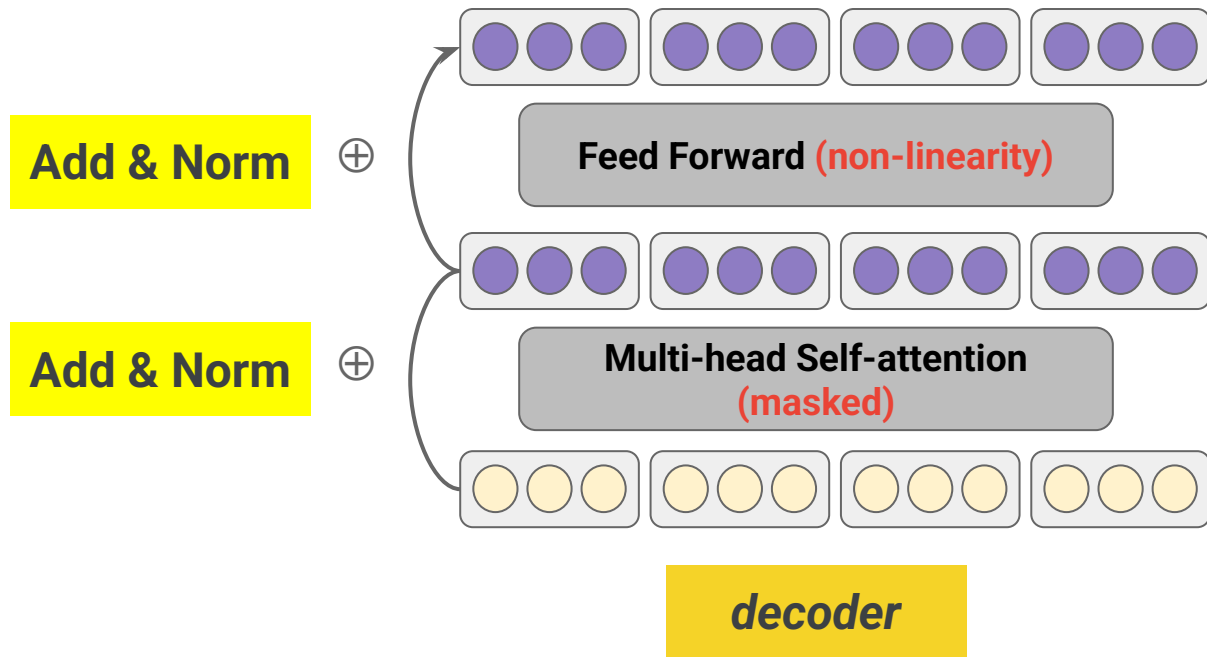 Add & Norm ⊕ Feed Forward (non-linearity)
Add & Norm ⊕ Multi-head Self-attention
(masked)
decoder